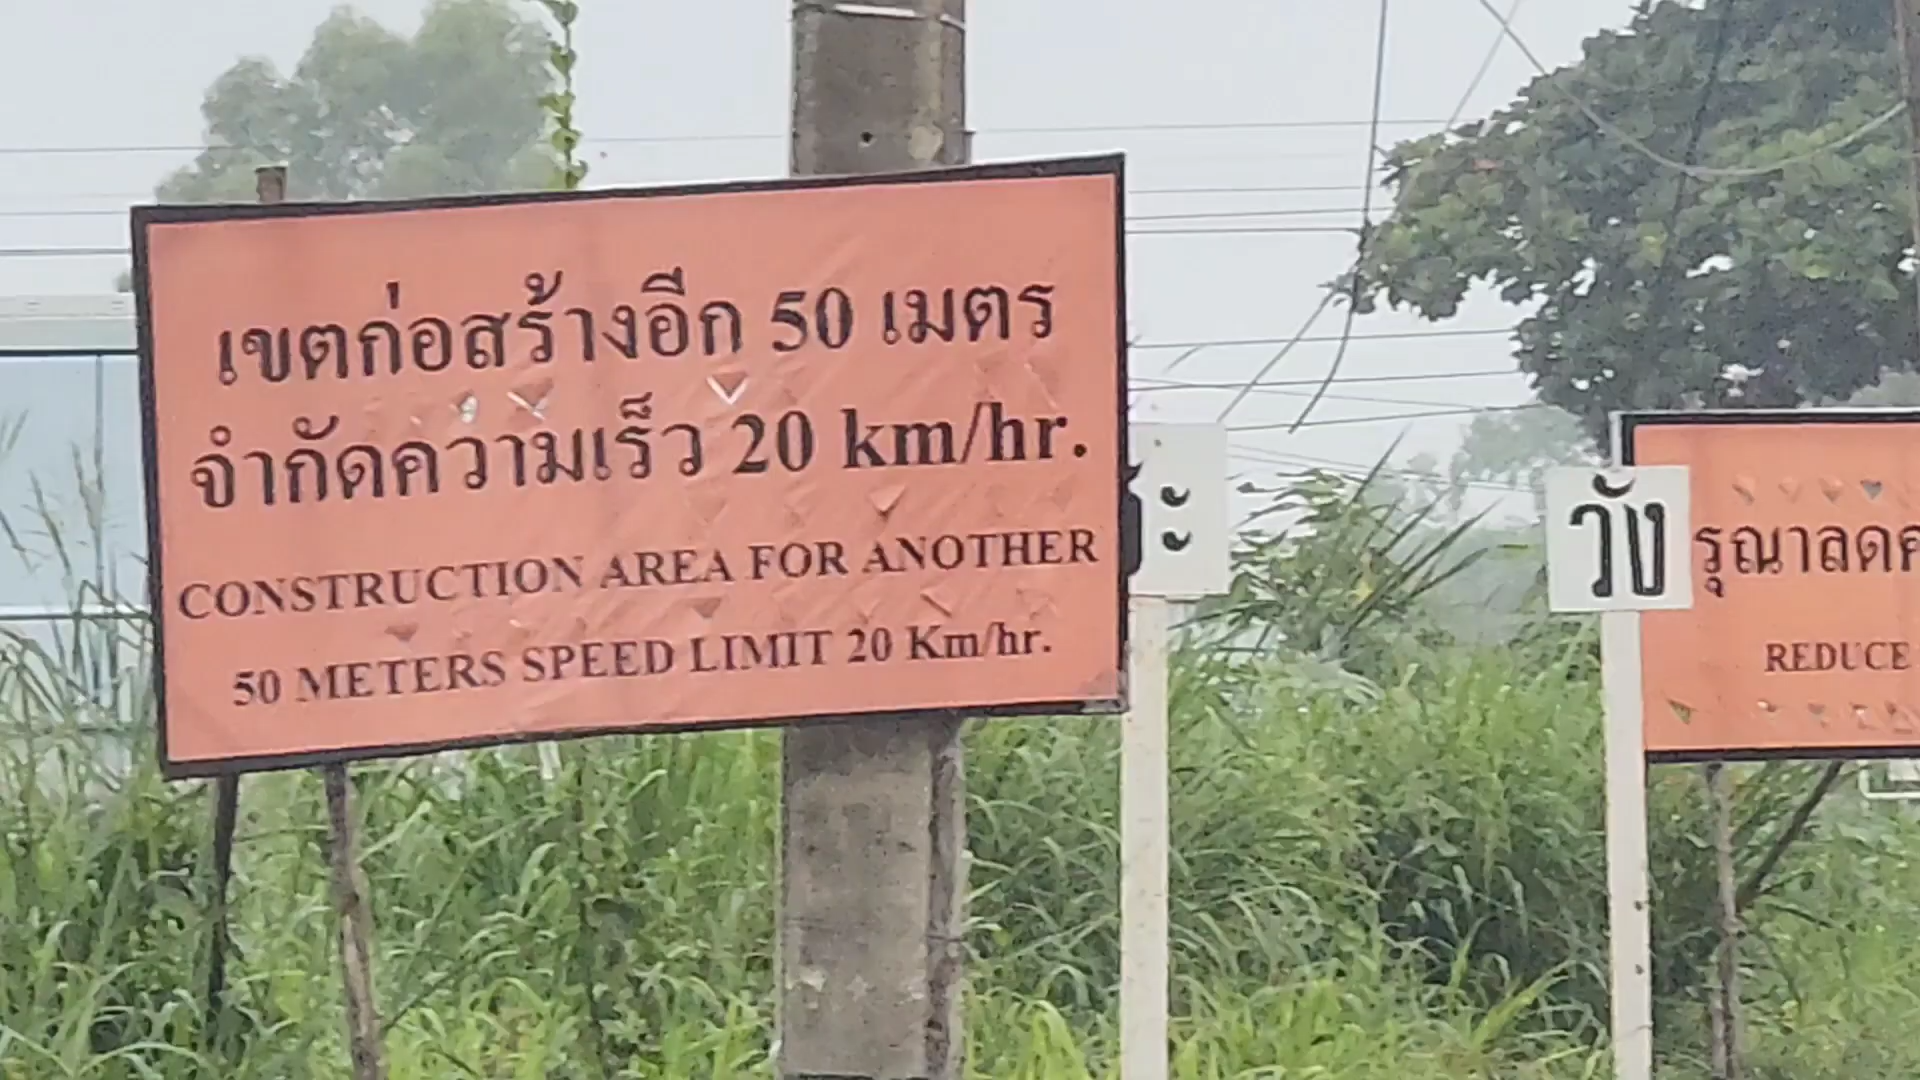 เขตก่อสร้างอีก 50 เมตร
จำกัดความเร็ว 20 km/hr.
CONSTRUCTION AREA FOR ANOTHER
50 METERS SPEED LIMIT 20 Km/hr.
วัง
รุณาลด
REDUCE